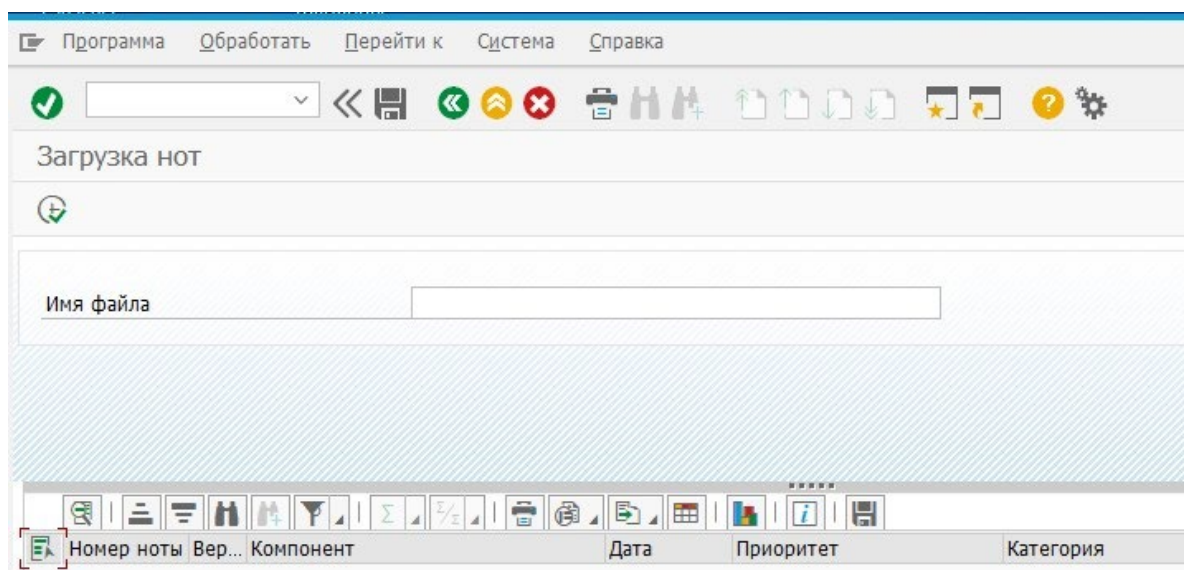 Программа Обработать Перейти к Система Справка
Загрузка нот
Имя файла
Номер ноты Вер... Компонент Дата Приоритет Категория